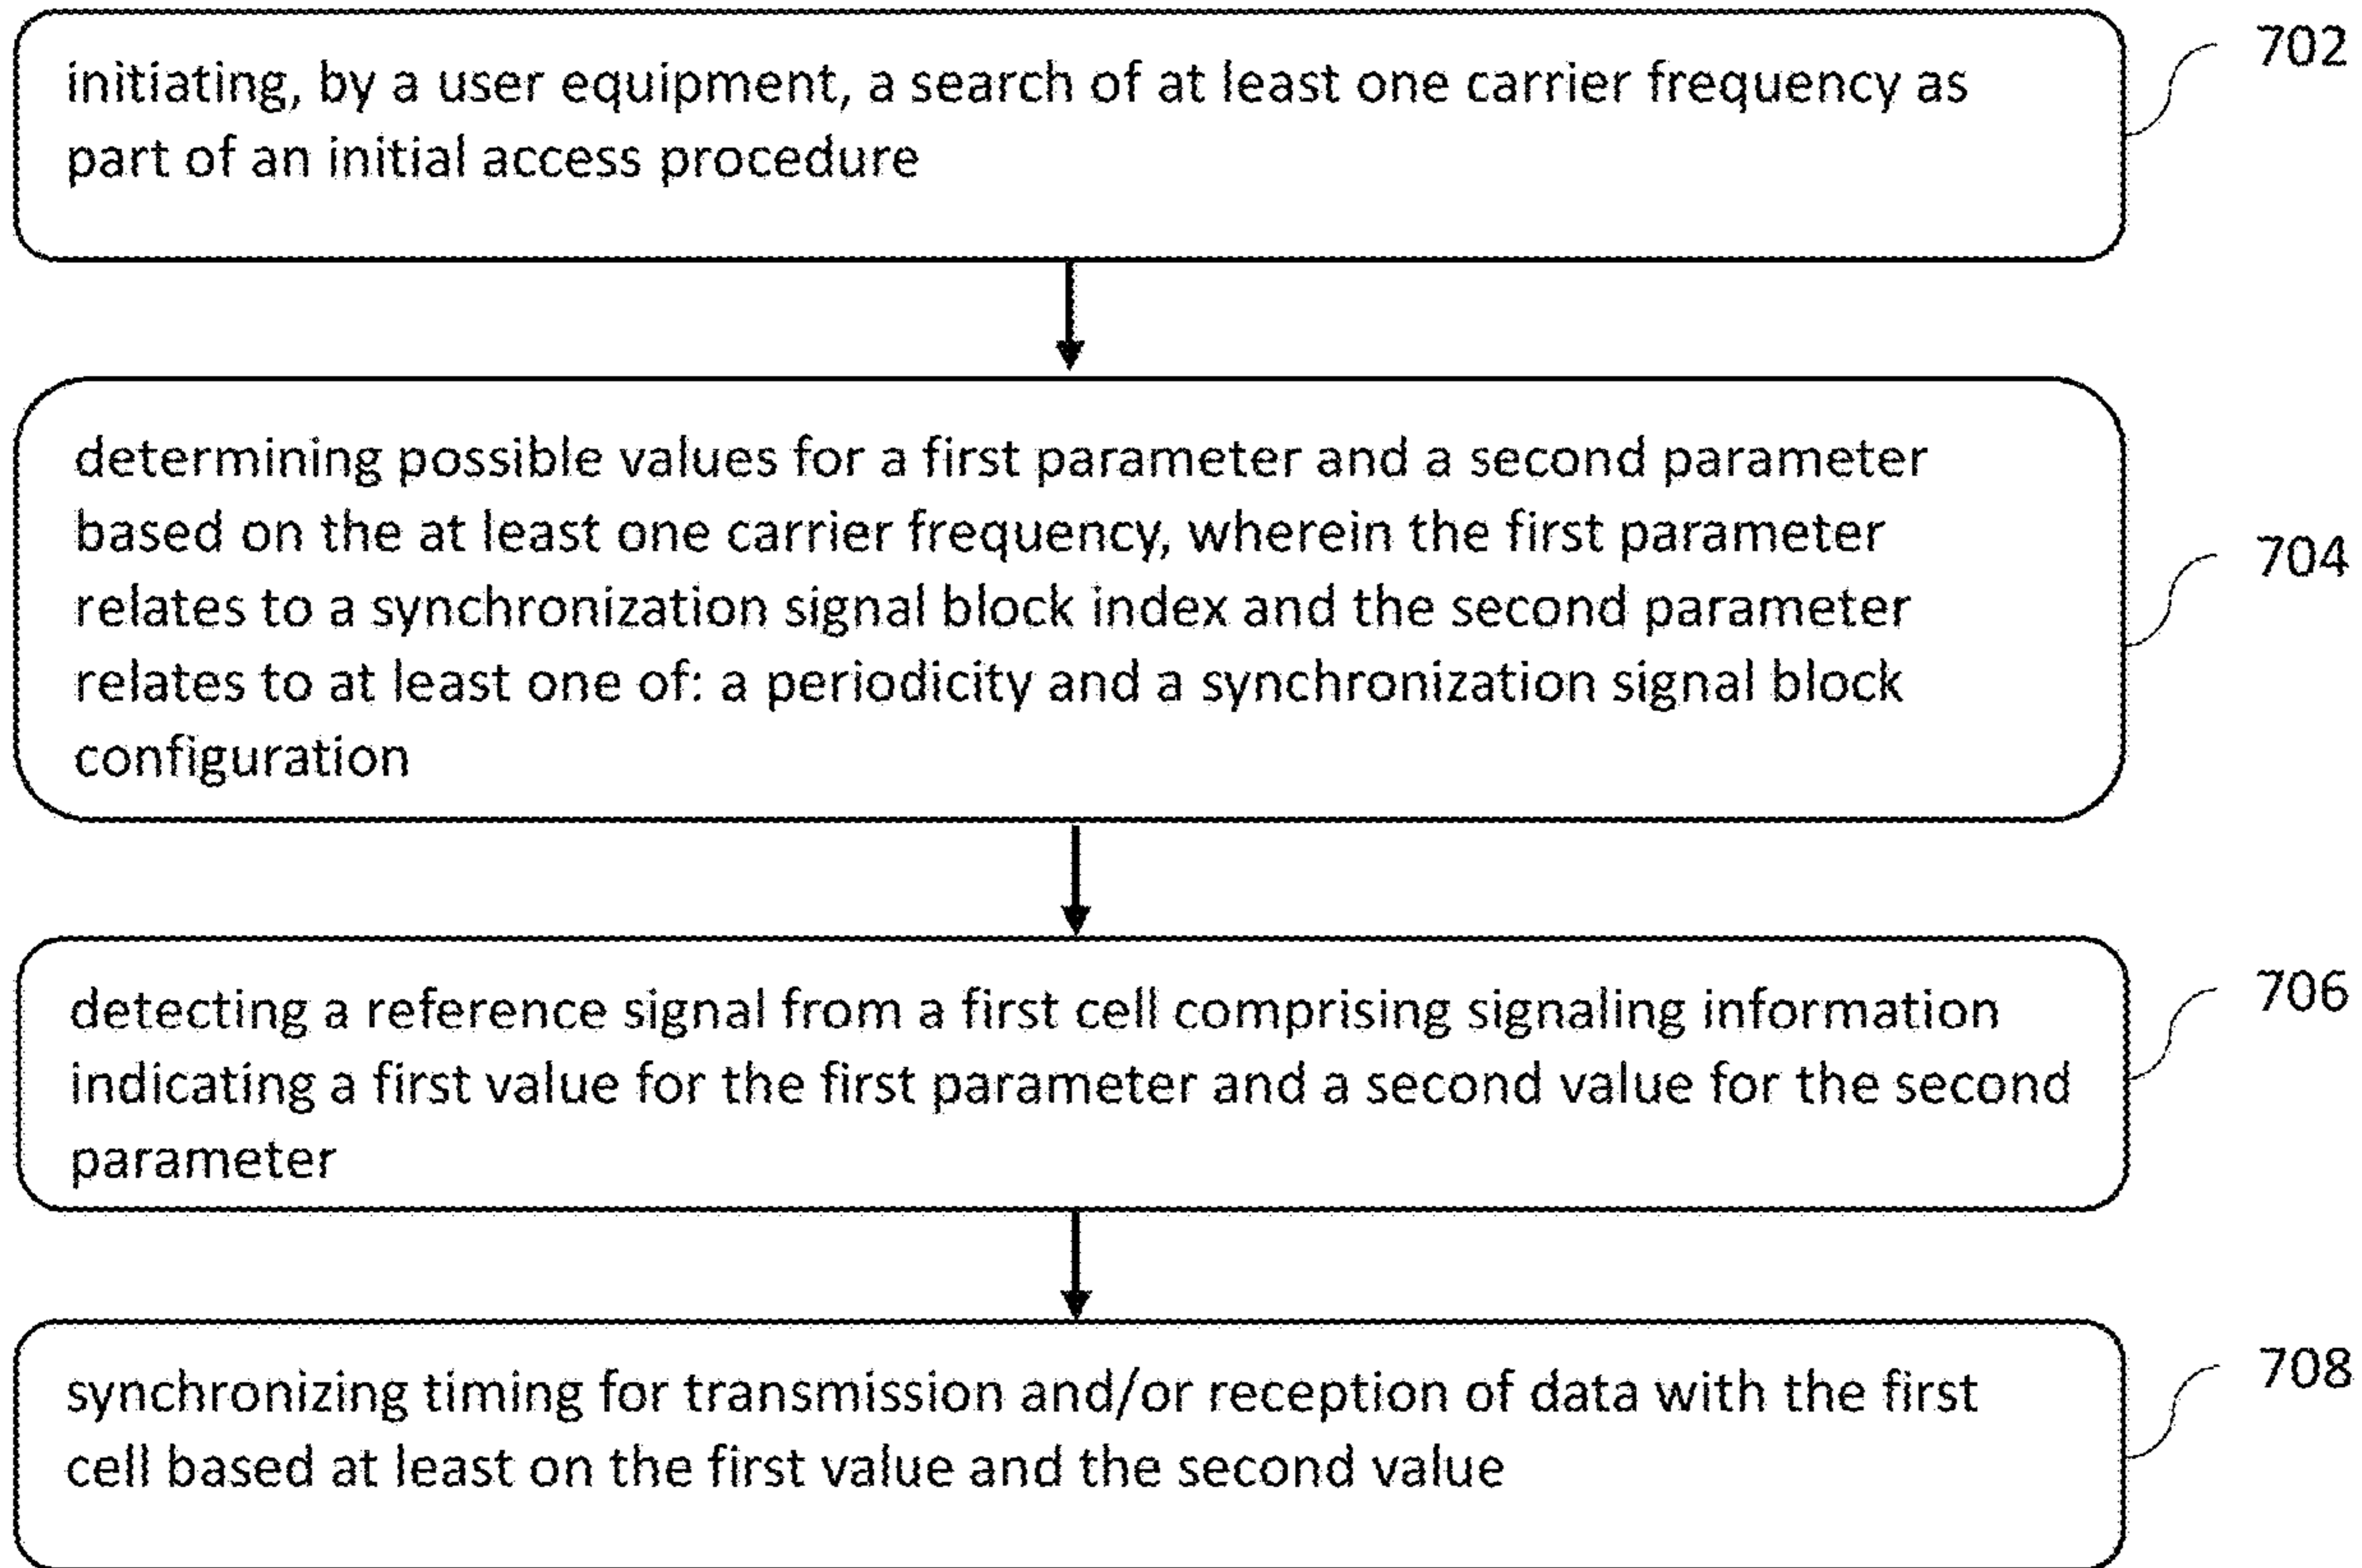 702
initiating, by a user equipment, a search of at least one carrier frequency as
part of an initial access procedure
determining possible values for a first parameter and a second parameter
based on the at least one carrier frequency, wherein the first parameter
704
relates to a synchronization signal block index and the second parameter
relates to at least one of: a periodicity and a synchronization signal block
configuration
706
detecting a reference signal from a first cell comprising signaling information
indicating a first value for the first parameter and a second value for the second
parameter
708
synchronizing timing for transmission and/or reception of data with the first
cell based at least on the first value and the second value